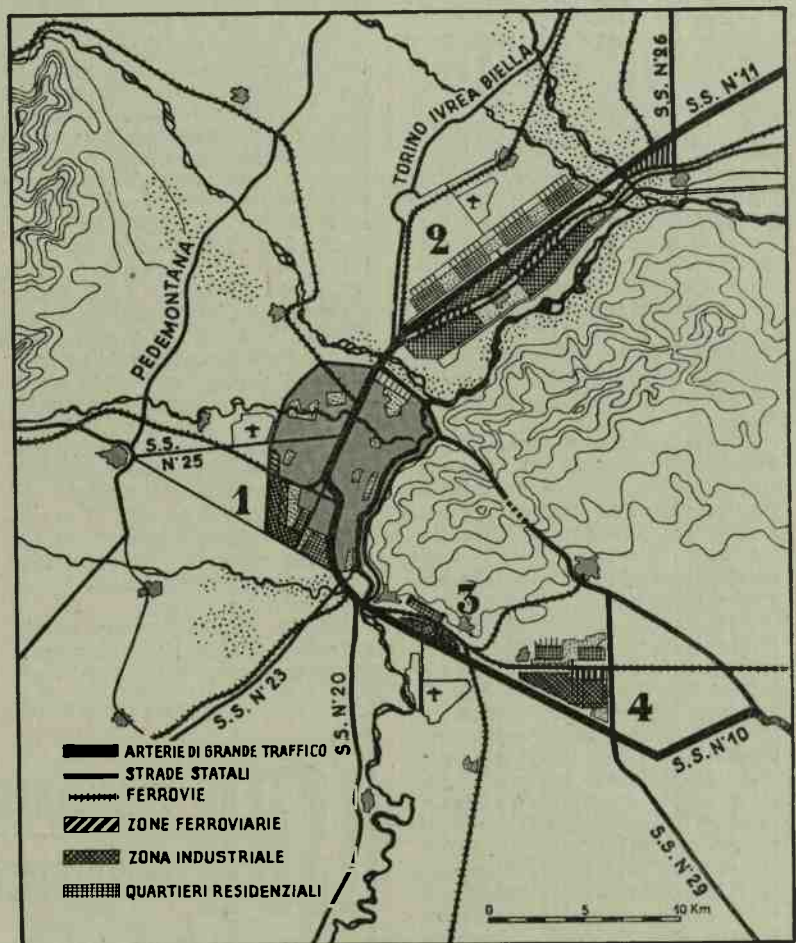 S.S. N°26
S.S. N°11
TORINO IVREA BIELLA
2
PEDEMONTANA
S.S.
N°25
1
3
S.S. N°23
S.S. N°20
4
S.S. N°10
S.S. N°29
ARTERIE DI GRANDE TRAFFICO
STRADE STATALI
FERROVIE
ZONE FERROVIARIE
ZONA INDUSTRIALE
QUARTIERI RESIDENZIALI
0 5 10 Km